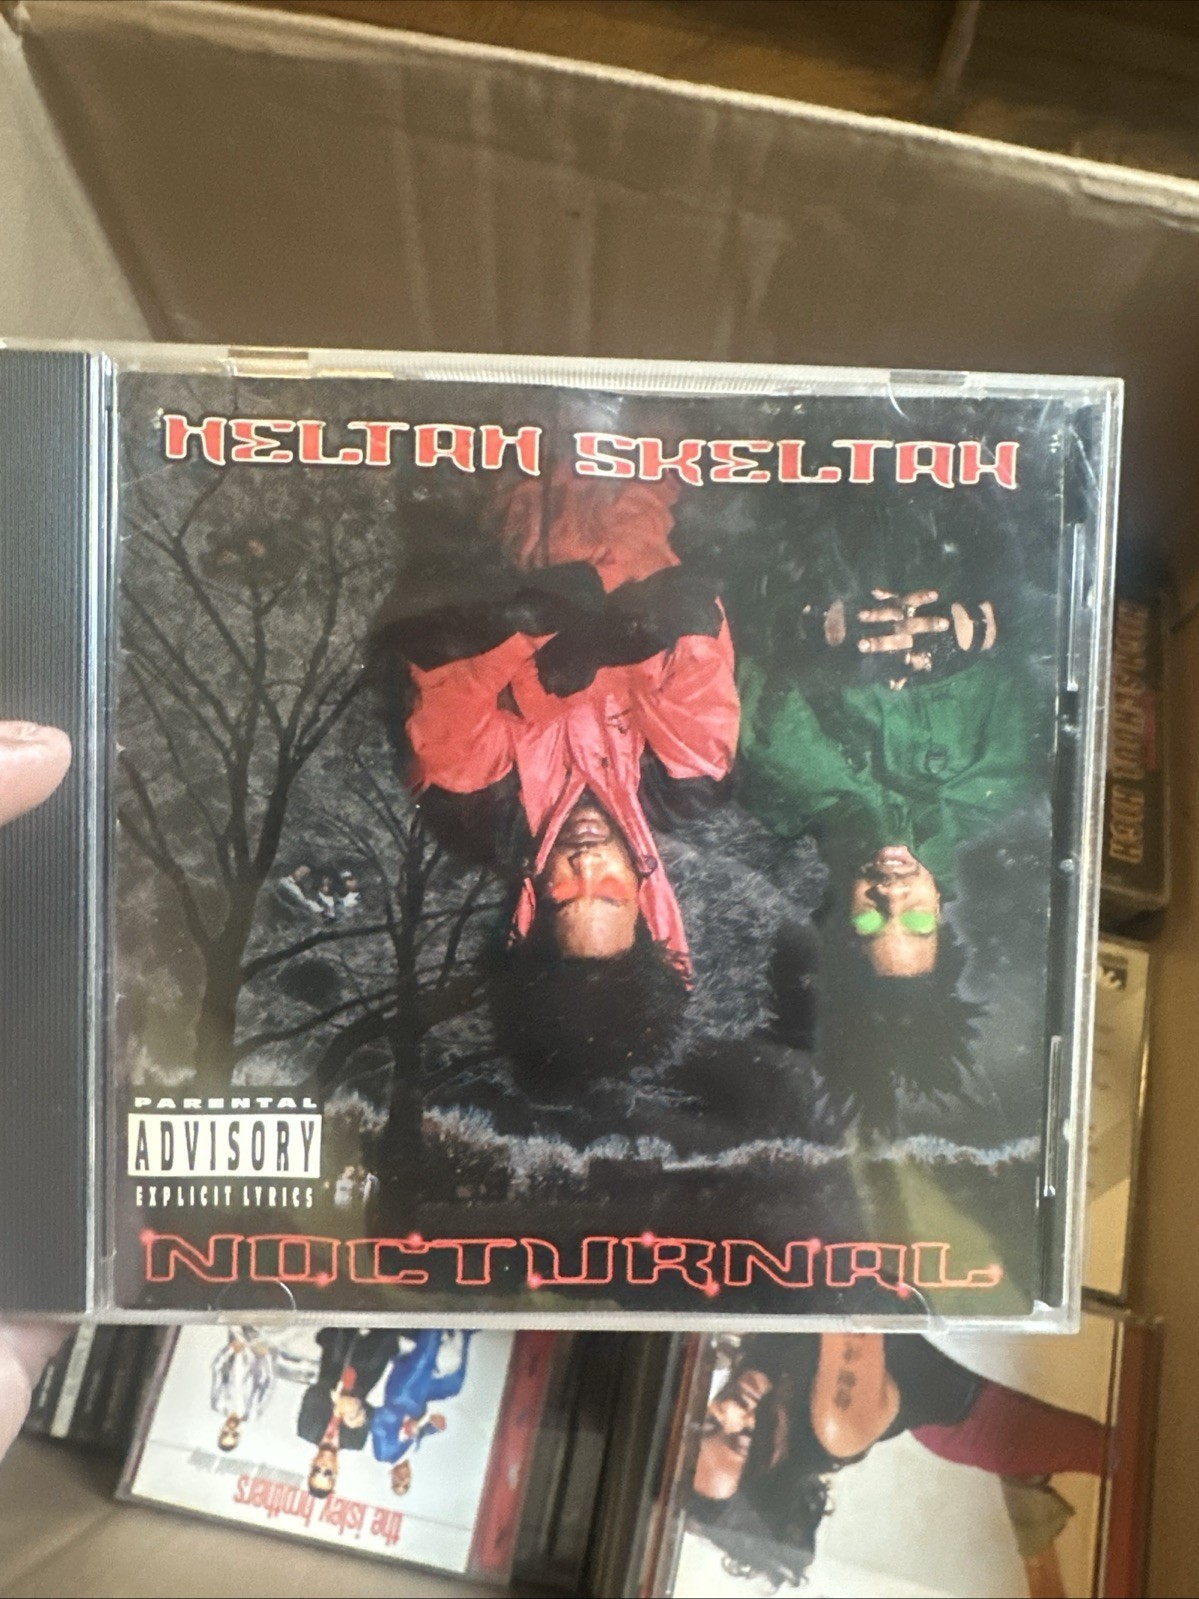 HELTAH SKELTAH
PARENTAL
ADVISORY
EXPLICIT LYRICS
NOCTURNAL
the isley brothers